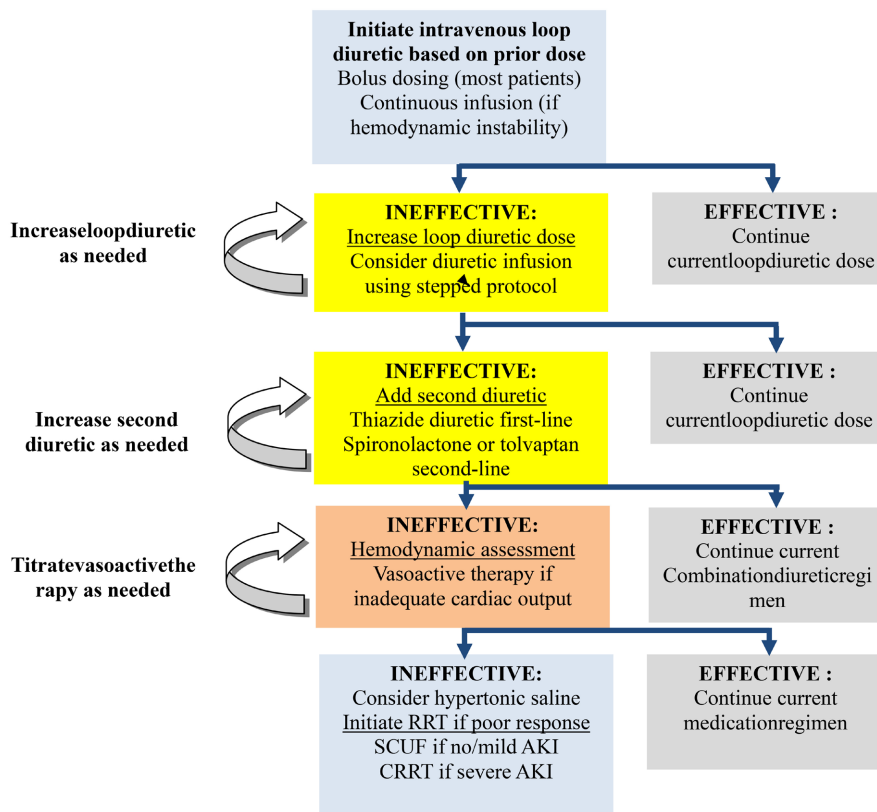 Initiate intravenous loop
diuretic based on prior dose
Bolus dosing (most patients)
Continuous infusion (if
hemodynamic instability)
Increaseloopdiuretic
as needed
INEFFECTIVE:
Increase loop diuretic dose
Consider diuretic infusion
using stepped protocol
EFFECTIVE :
Continue
currentloopdiuretic dose
Increase second
diuretic as needed
INEFFECTIVE:
Add second diuretic
Thiazide diuretic first-line
Spironolactone or tolvaptan
second-line
EFFECTIVE :
Continue
currentloopdiuretic dose
Titratevasoactivethe
rapy as needed
INEFFECTIVE:
Hemodynamic assessment
Vasoactive therapy if
inadequate cardiac output
EFFECTIVE :
Continue current
Combinationdiureticregi
men
INEFFECTIVE:
Consider hypertonic saline
Initiate RRT if poor response
SCUF if no/mild AKI
CRRT if severe AKI
EFFECTIVE :
Continue current
medicationregimen